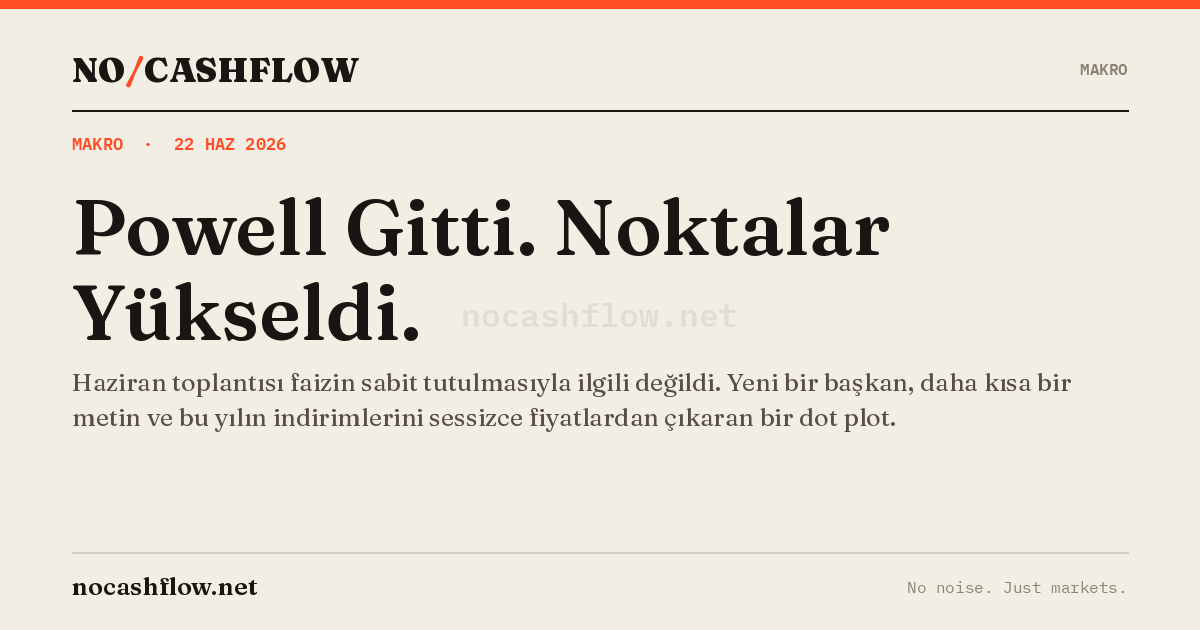 NO/CASHFLOW
MAKRO
MAKRO · 22 HAZ 2026
Powell Gitti. Noktalar
Yükseldi.
nocashflow.net
Haziran toplantısı faizin sabit tutulmasıyla ilgili değildi. Yeni bir başkan, daha kısa bir
metin ve bu yılın indirimlerini sessizce fiyatlardan çıkaran bir dot plot.
nocashflow.net
No noise. Just markets.